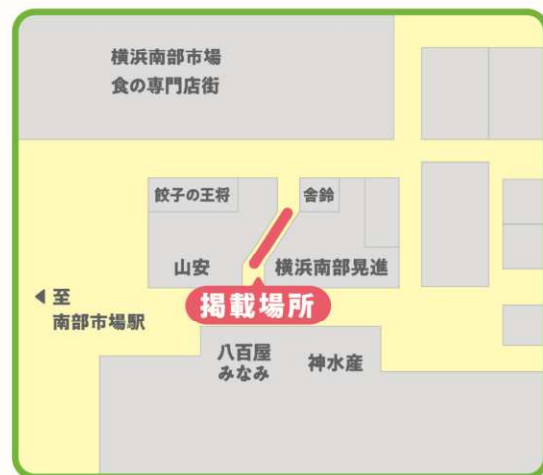 横浜南部市場
食の専門店街
餃子の王将
舎鈴
山安
横浜南部晃進
◀ 至
南部市場駅
掲載場所
八百屋
みなみ
神水産